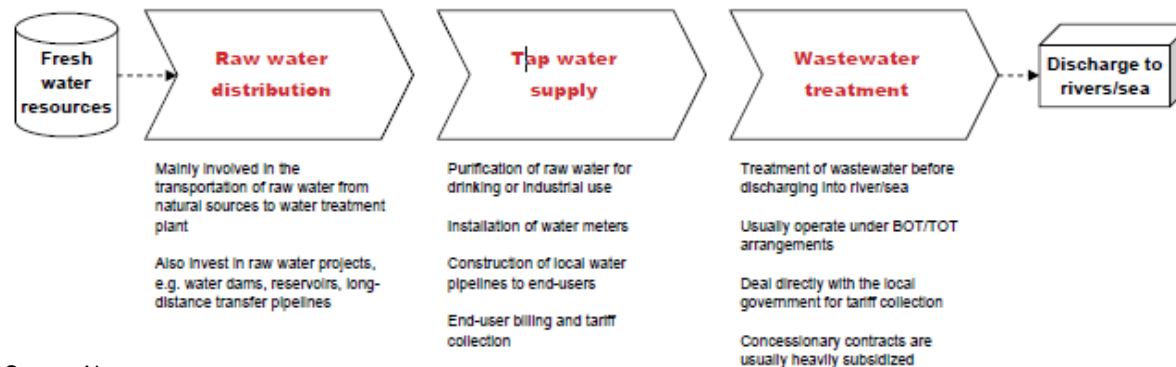 Fresh
water
resources
Raw water
distribution
Tap water
supply
Wastewater
treatment
Discharge to
rivers/sea
Mainly involved in the
transportation of raw water from
natural sources to water treatment
plant
Also invest in raw water projects,
e.g. water dams, reservoirs, long-
distance transfer pipelines
Purification of raw water for
drinking or industrial use
Installation of water meters
Construction of local water
pipelines to end-users
End-user billing and tariff
collection
Treatment of wastewater before
discharging into river/sea
Usually operate under BOT/TOT
arrangements
Deal directly with the local
government for tariff collection
Concessionary contracts are
usually heavily subsidized